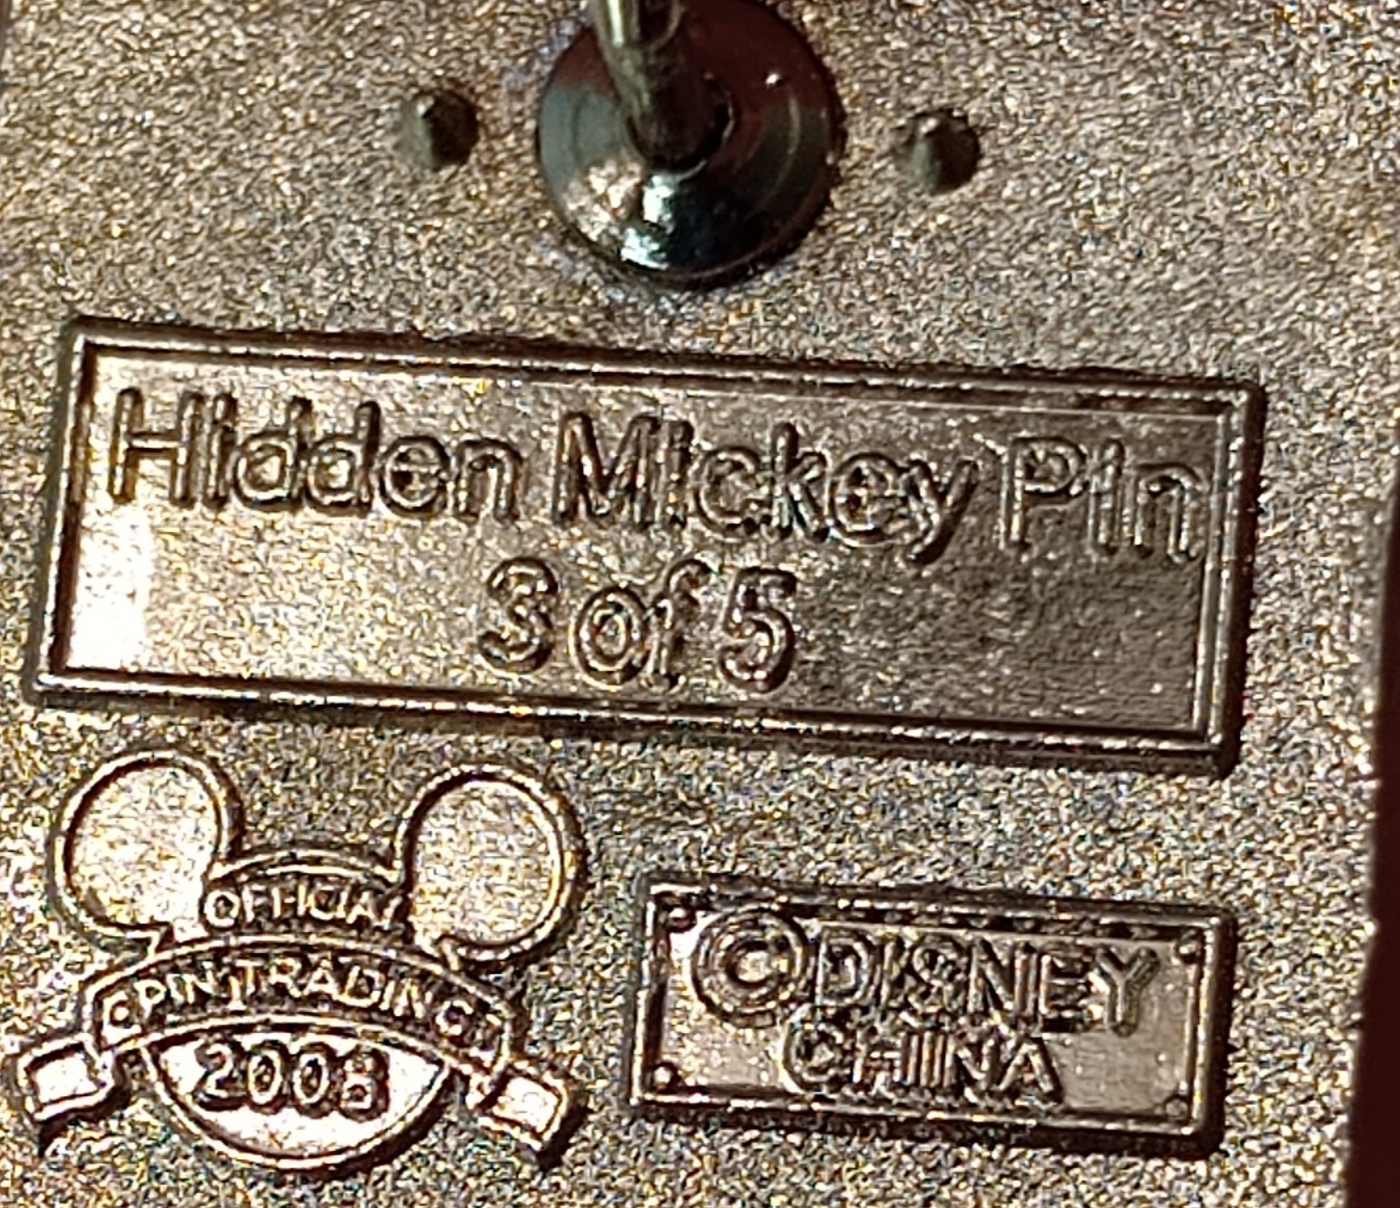 Hidden Mickey Pin
3 of 5
OFFICIAL
PIN TRADING
2008
©DISNEY
CHINA